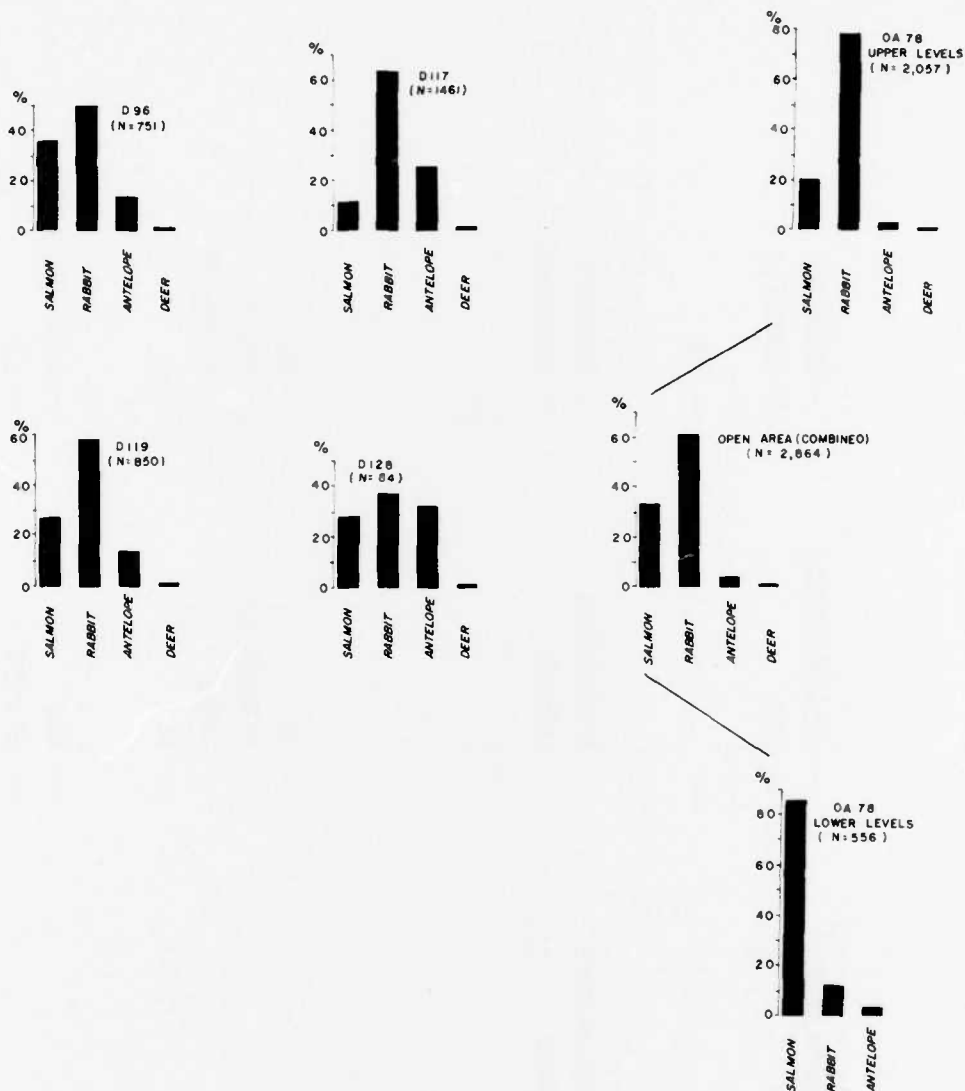 %
D96
(N=751)
40
20
0
SALMON
RABBIT
ANTELOPE
DEER
%
D117
(N=1461)
60
40
20
0
SALMON
RABBIT
ANTELOPE
DEER
%
OA 78
UPPER LEVELS
(N=2,057)
80
60
40
20
0
SALMON
RABBIT
ANTELOPE
DEER
%
D119
(N=850)
60
40
20
0
SALMON
RABBIT
ANTELOPE
DEER
%
D128
(N=84)
40
20
0
SALMON
RABBIT
ANTELOPE
DEER
%
OPEN AREA (COMBINED)
(N=2,864)
60
40
20
0
SALMON
RABBIT
ANTELOPE
DEER
%
OA 78
LOWER LEVELS
(N=556)
80
60
40
20
0
SALMON
RABBIT
ANTELOPE